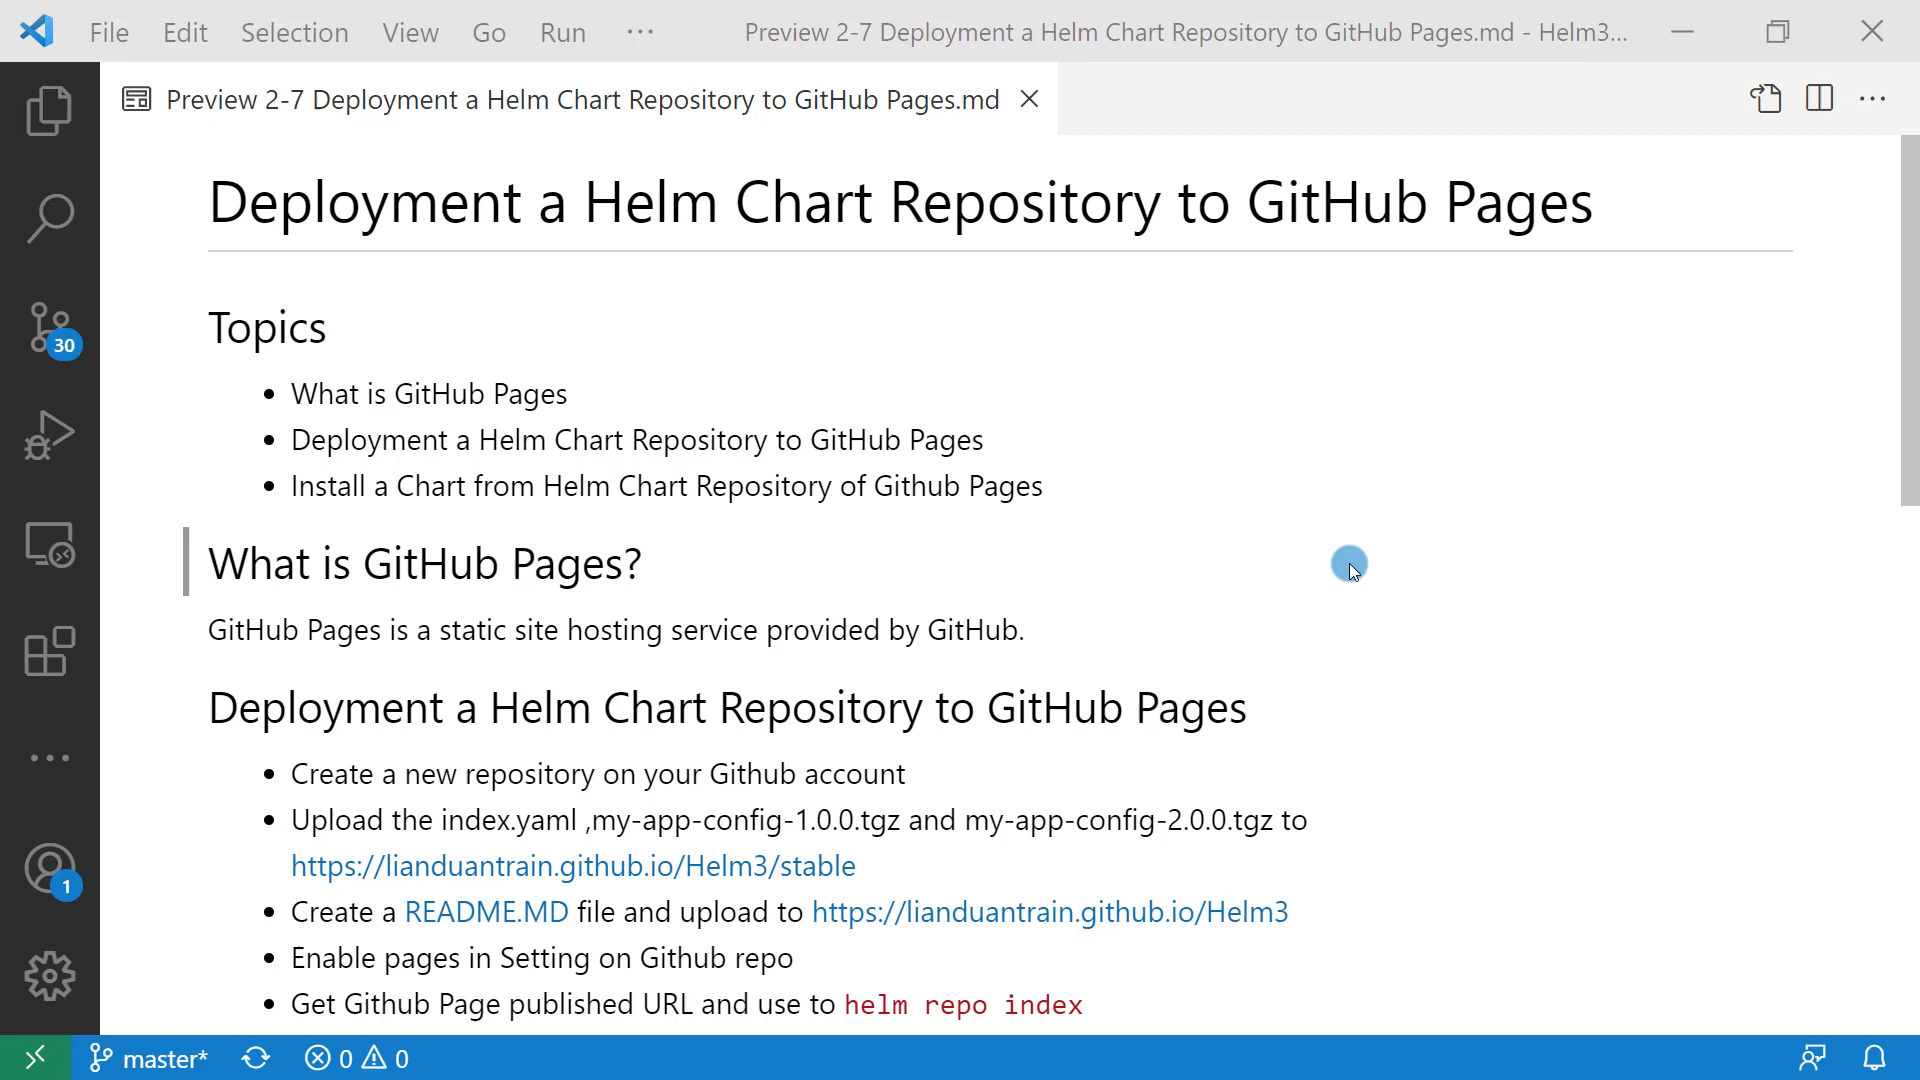 File Edit Selection View Go Run ··· Preview 2-7 Deployment a Helm Chart Repository to GitHub Pages.md - Helm3...
Preview 2-7 Deployment a Helm Chart Repository to GitHub Pages.md
Deployment a Helm Chart Repository to GitHub Pages
Topics
• What is GitHub Pages
• Deployment a Helm Chart Repository to GitHub Pages
• Install a Chart from Helm Chart Repository of Github Pages
What is GitHub Pages?
GitHub Pages is a static site hosting service provided by GitHub.
Deployment a Helm Chart Repository to GitHub Pages
• Create a new repository on your Github account
• Upload the index.yaml ,my-app-config-1.0.0.tgz and my-app-config-2.0.0.tgz to
https://lianduantrain.github.io/Helm3/stable
• Create a README.MD file and upload to https://lianduantrain.github.io/Helm3
• Enable pages in Setting on Github repo
• Get Github Page published URL and use to helm repo index
30
1
master* 0 0